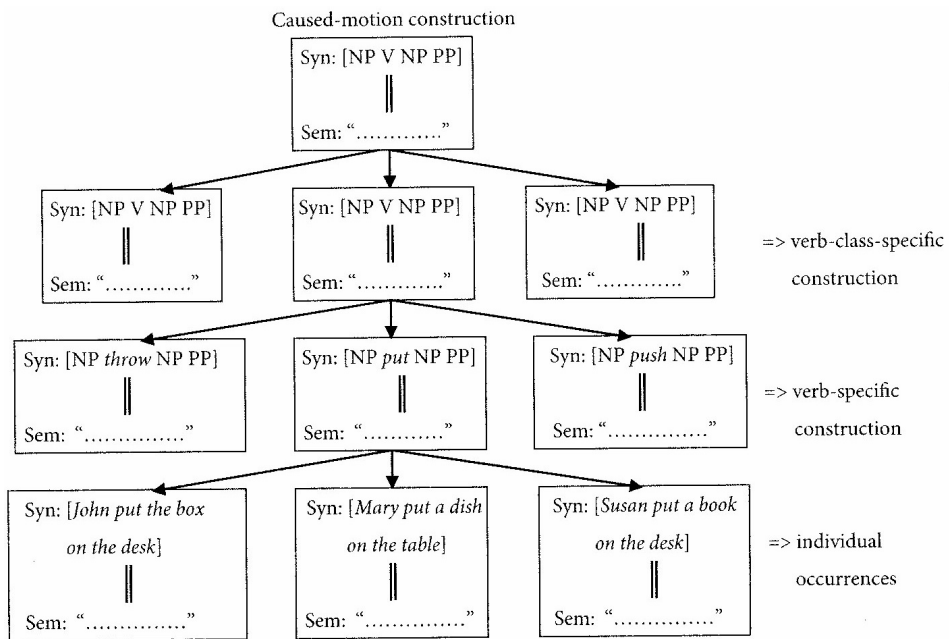 Caused-motion construction
Syn: [NP V NP PP]
Sem: “.............”
Syn: [NP V NP PP]
Sem: “.............”
Syn: [NP V NP PP]
Sem: “.............”
Syn: [NP V NP PP]
Sem: “.............”
=> verb-class-specific
construction
Syn: [NP throw NP PP]
Sem: “...............”
Syn: [NP put NP PP]
Sem: “............”
Syn: [NP push NP PP]
Sem: “.............”
=> verb-specific
construction
Syn: [John put the box
on the desk]
Sem: “...............”
Syn: [Mary put a dish
on the table]
Sem: “.............”
Syn: [Susan put a book
on the desk]
Sem: “..............”
=> individual
occurrences